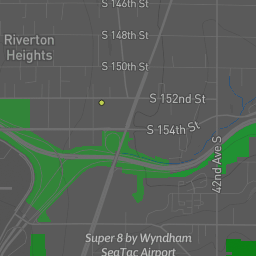 S 146th St
Riverton
Heights
S 148th St
S 150th St
S 152nd St
S 154th St
42nd Ave S
Super 8 by Wyndham
SeaTac Airport